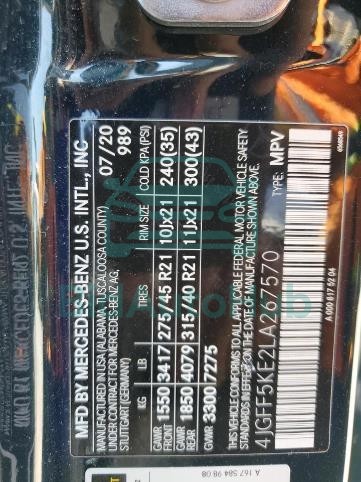 MFD BY MERCEDES-BENZ U.S. INTL., INC
MANUFACTURED IN USA (ALABAMA, TUSCALOOSA COUNTY) 07/20
UNDER CONTRACT FROM MERCEDES-BENZ AG, 989
STUTTGART (GERMANY)
KG LB TIRES RIM SIZE COLD KPA (PSI)
FRONT 1550 3417 275/45 R21 10Jx21 240(35)
REAR 1850 4079 315/40 R21 11Jx21 300(43)
GVWR 3300 7275
THIS VEHICLE CONFORMS TO ALL APPLICABLE FEDERAL MOTOR VEHICLE SAFETY
STANDARDS IN EFFECT ON THE DATE OF MANUFACTURE SHOWN ABOVE.
4JGFF5KE2LA267570 TYPE: MPV
A 000 817 52 04
A 167 584 98 08